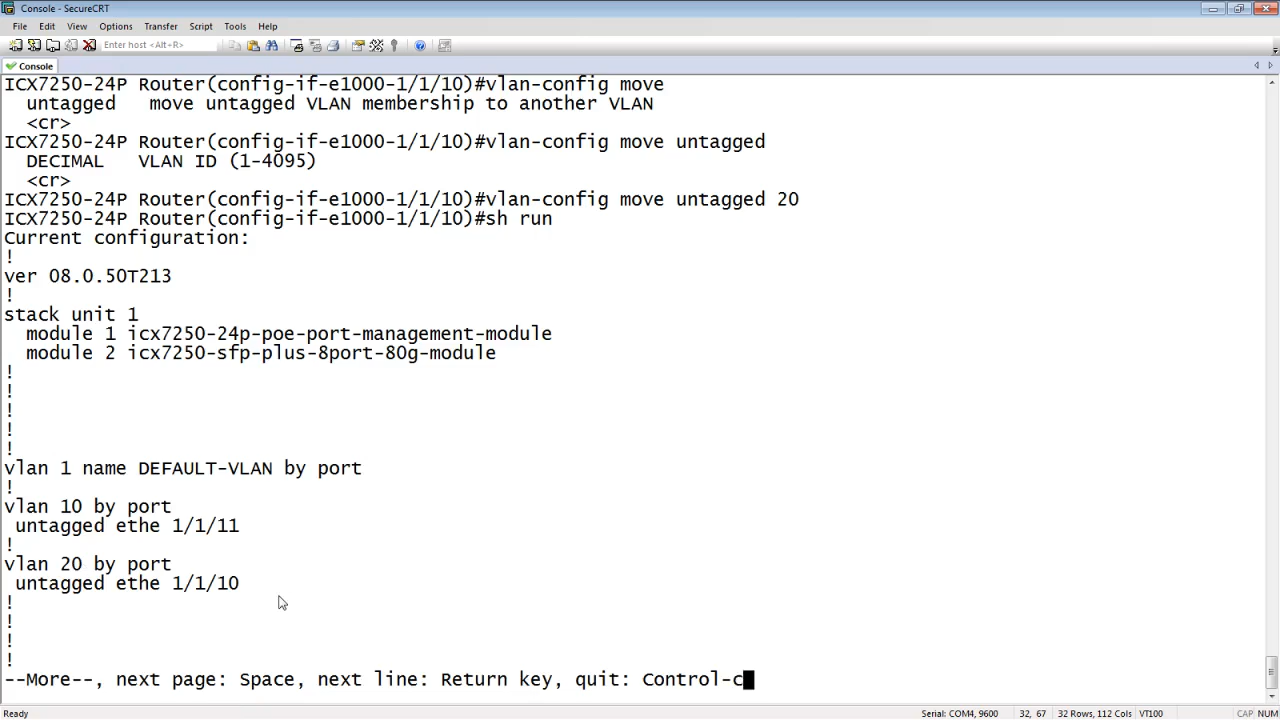 Console - SecureCRT
File Edit View Options Transfer Script Tools Help
Enter host <Alt+R>
Console
ICX7250-24P Router(config-if-e1000-1/1/10)#vlan-config move
untagged   move untagged VLAN membership to another VLAN
<cr>
ICX7250-24P Router(config-if-e1000-1/1/10)#vlan-config move untagged
DECIMAL   VLAN ID (1-4095)
<cr>
ICX7250-24P Router(config-if-e1000-1/1/10)#vlan-config move untagged 20
ICX7250-24P Router(config-if-e1000-1/1/10)#sh run
Current configuration:
!
ver 08.0.50T213
!
stack unit 1
module 1 icx7250-24p-poe-port-management-module
module 2 icx7250-sfp-plus-8port-80g-module
!
!
!
!
!
vlan 1 name DEFAULT-VLAN by port
!
vlan 10 by port
untagged ethe 1/1/11
!
vlan 20 by port
untagged ethe 1/1/10
!
!
!
!
--More--, next page: Space, next line: Return key, quit: Control-c
Ready Serial: COM4, 9600 32, 67 32 Rows, 112 Cols VT100 CAP NUM